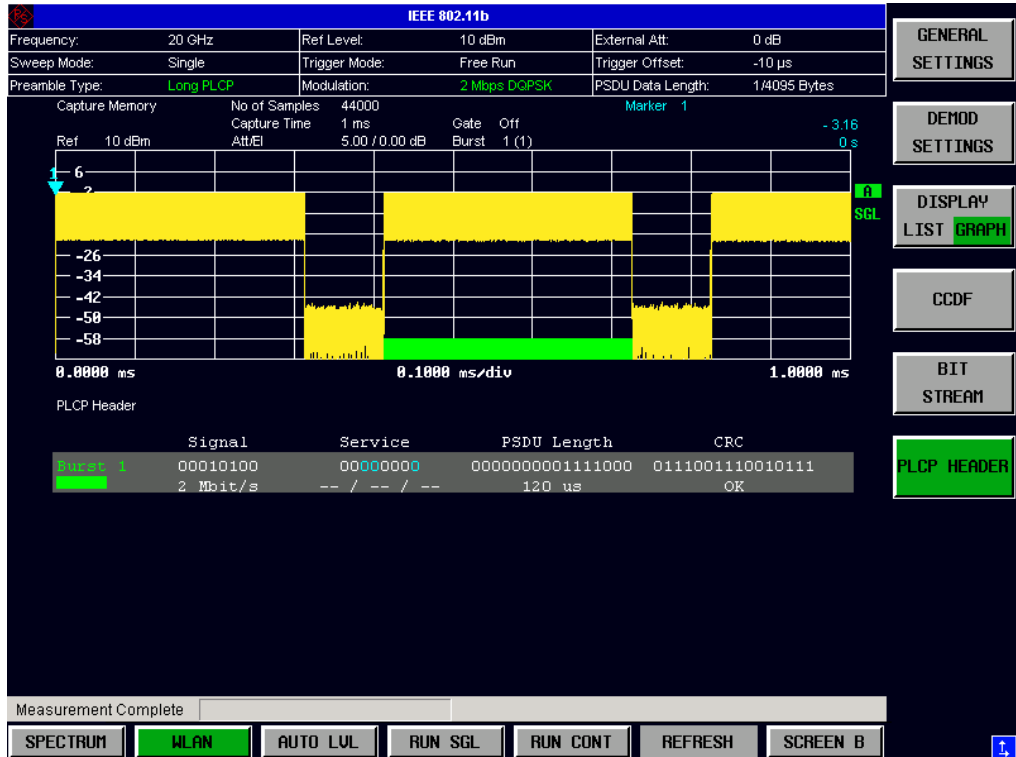 IEEE 802.11b
Frequency: 20 GHz Ref Level: 10 dBm External Att: 0 dB
Sweep Mode: Single Trigger Mode: Free Run Trigger Offset: -10 µs
Preamble Type: Long PLCP Modulation: 2 Mbps DQPSK PSDU Data Length: 1/4095 Bytes
Capture Memory No of Samples 44000 Marker 1
Capture Time 1 ms Gate Off - 3.16
Ref 10 dBm Att/El 5.00 / 0.00 dB Burst 1 (1) 0 s
1
6
-2
A
SGL
-26
-34
-42
-50
-58
0.0000 ms 0.1000 ms/div 1.0000 ms
PLCP Header
Signal Service PSDU Length CRC
Burst 1 00010100 00000000 0000000001111000 0111001110010111
2 Mbit/s -- / -- / -- 120 us OK
Measurement Complete
SPECTRUM WLAN AUTO LVL RUN SGL RUN CONT REFRESH SCREEN B
GENERAL
SETTINGS
DEMOD
SETTINGS
DISPLAY
LIST GRAPH
CCDF
BIT
STREAM
PLCP HEADER